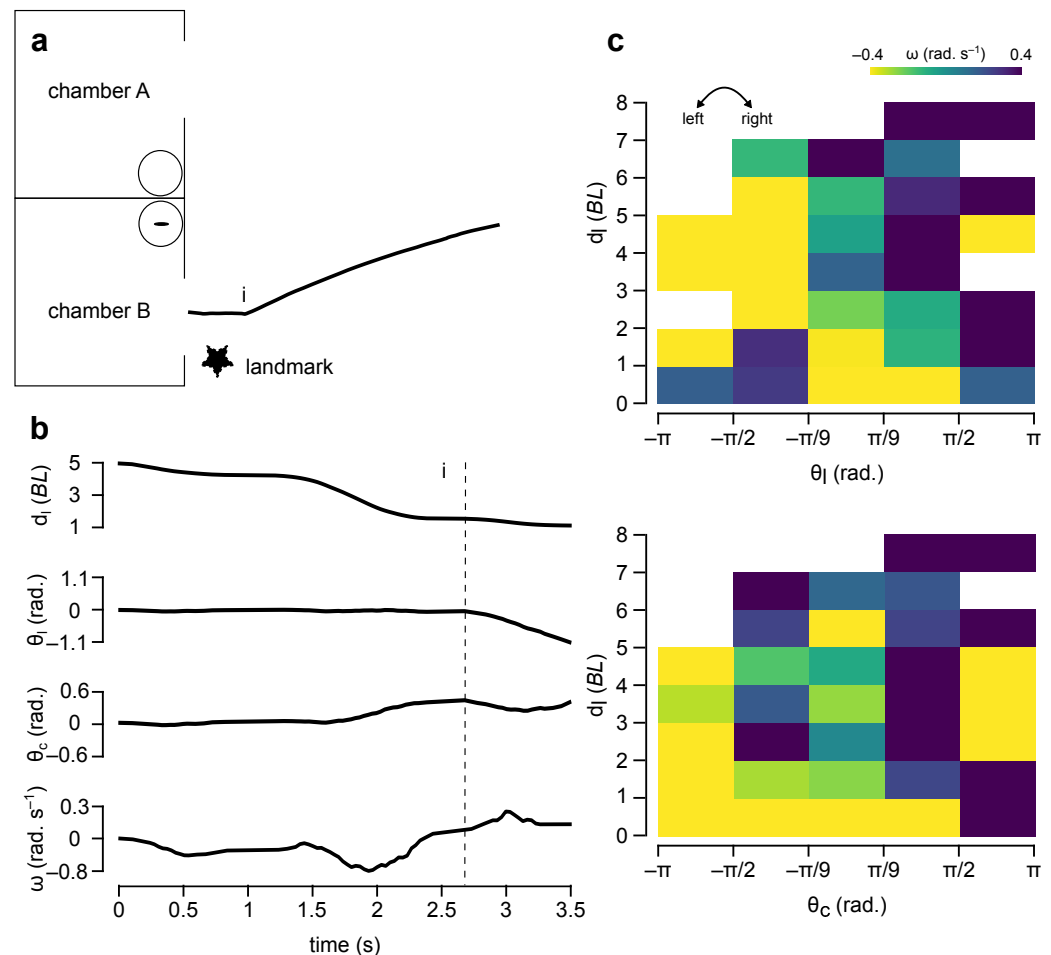 a
chamber A
chamber B
i
landmark
b
i
5
3
1
d_l (BL)
1.1
0
−1.1
θ_l (rad.)
0.6
0
−0.6
θ_c (rad.)
0.3
0
−0.8
ω (rad. s⁻¹)
0 0.5 1 1.5 2 2.5 3 3.5
time (s)
c
−0.4 ω (rad. s⁻¹) 0.4
left right
8
7
6
5
4
3
2
1
0
d_l (BL)
−π −π/2 −π/9 π/9 π/2 π
θ_l (rad.)
8
7
6
5
4
3
2
1
0
d_l (BL)
−π −π/2 −π/9 π/9 π/2 π
θ_c (rad.)